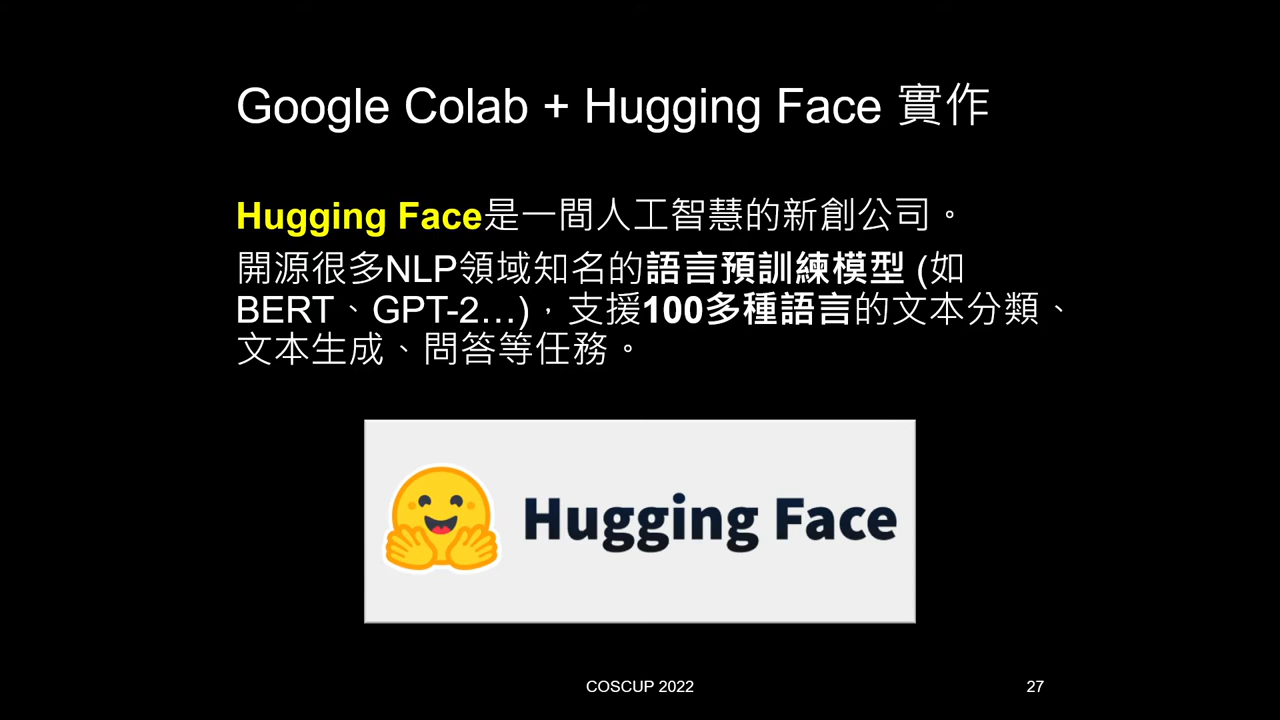 Google Colab + Hugging Face 實作
Hugging Face是一間人工智慧的新創公司。
開源很多NLP領域知名的語言預訓練模型 (如
BERT、GPT-2…)，支援100多種語言的文本分類、
文本生成、問答等任務。
Hugging Face
COSCUP 2022
27